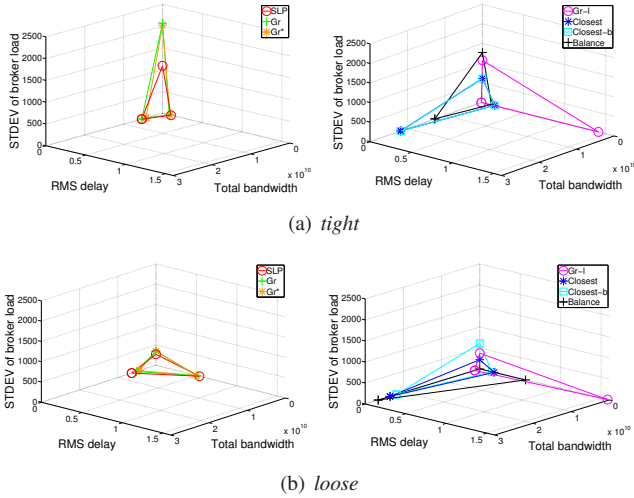 2500
2000
1500
1000
500
0
STDEV of broker load
0
0.5
1
1.5
RMS delay
3
2
1
0
x 10^10
Total bandwidth
SLP
Gr
Gr*
2500
2000
1500
1000
500
0
STDEV of broker load
0
0.5
1
1.5
RMS delay
3
2
1
0
x 10^10
Total bandwidth
Gr-l
Closest
Closest-b
Balance
(a) tight
2500
2000
1500
1000
500
0
STDEV of broker load
0
0.5
1
1.5
RMS delay
3
2
1
0
x 10^10
Total bandwidth
SLP
Gr
Gr*
2500
2000
1500
1000
500
0
STDEV of broker load
0
0.5
1
1.5
RMS delay
3
2
1
0
x 10^10
Total bandwidth
Gr-l
Closest
Closest-b
Balance
(b) loose